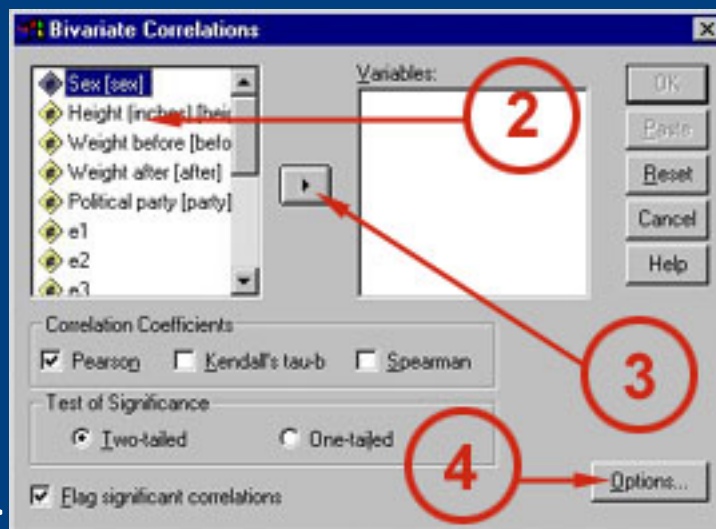 Bivariate Correlations
Sex [sex]
Height (inches) [heig
Weight before [befo
Weight after [after]
Political party [party]
e1
e2
e3
Variables:
OK
Paste
Reset
Cancel
Help
2
3
Correlation Coefficients
Pearson Kendall's tau-b Spearman
Test of Significance
Two-tailed One-tailed
4
Flag significant correlations
Options...
.